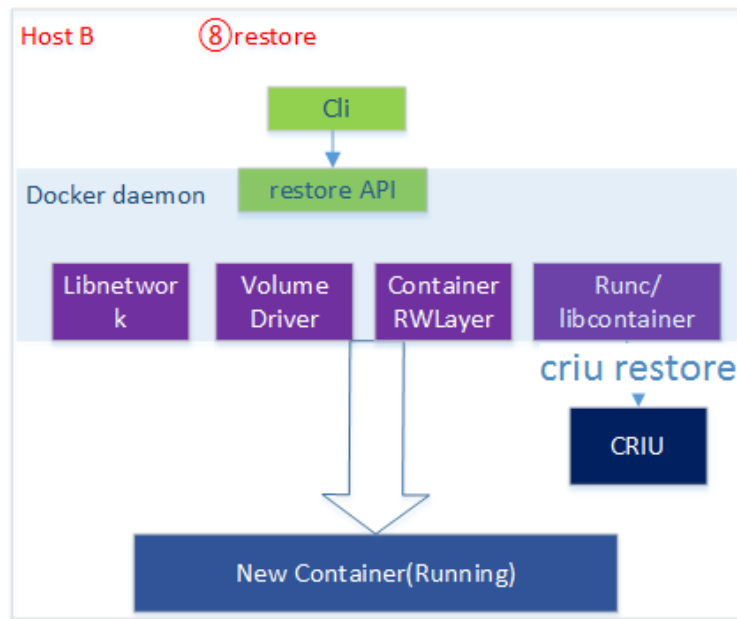 Host B
⑧restore
Cli
restore API
Docker daemon
Libnetwor
k
Volume
Driver
Container
RWLayer
Runc/
libcontainer
criu restore
CRIU
New Container(Running)